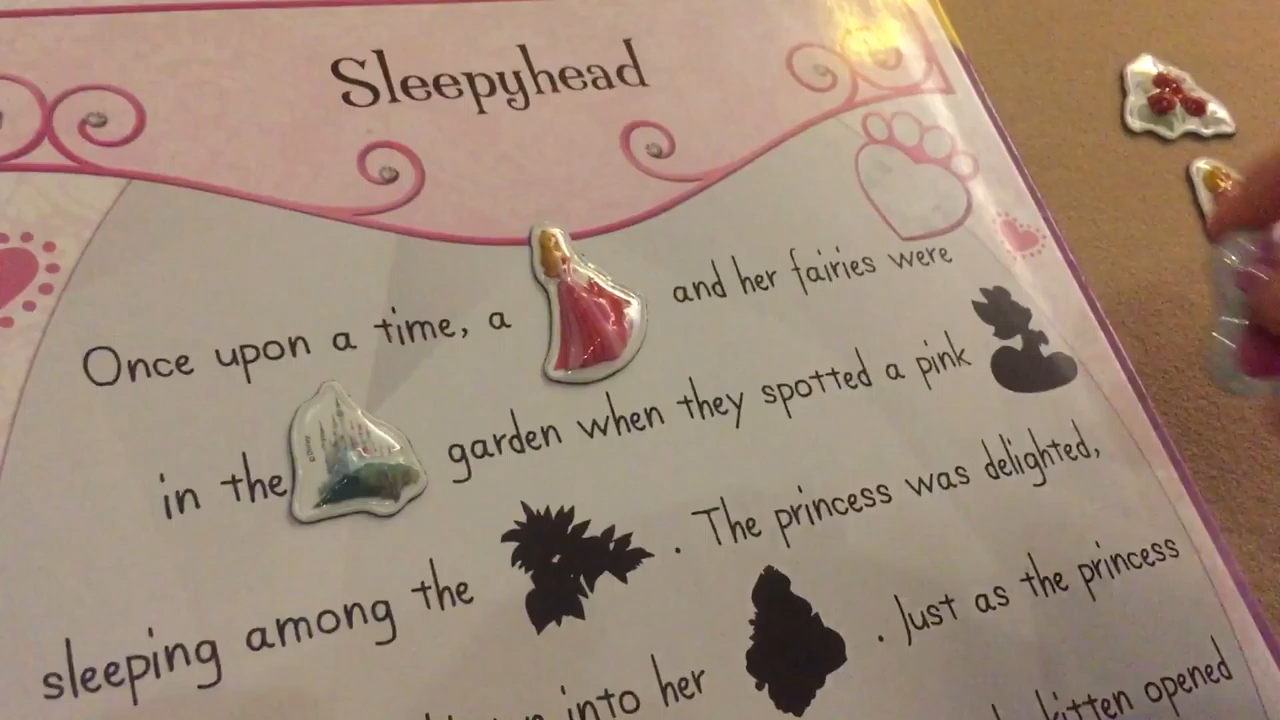 Sleepyhead
Once upon a time, a and her fairies were
in the garden when they spotted a pink
sleeping among the . The princess was delighted,
into her . Just as the princess
kitten opened